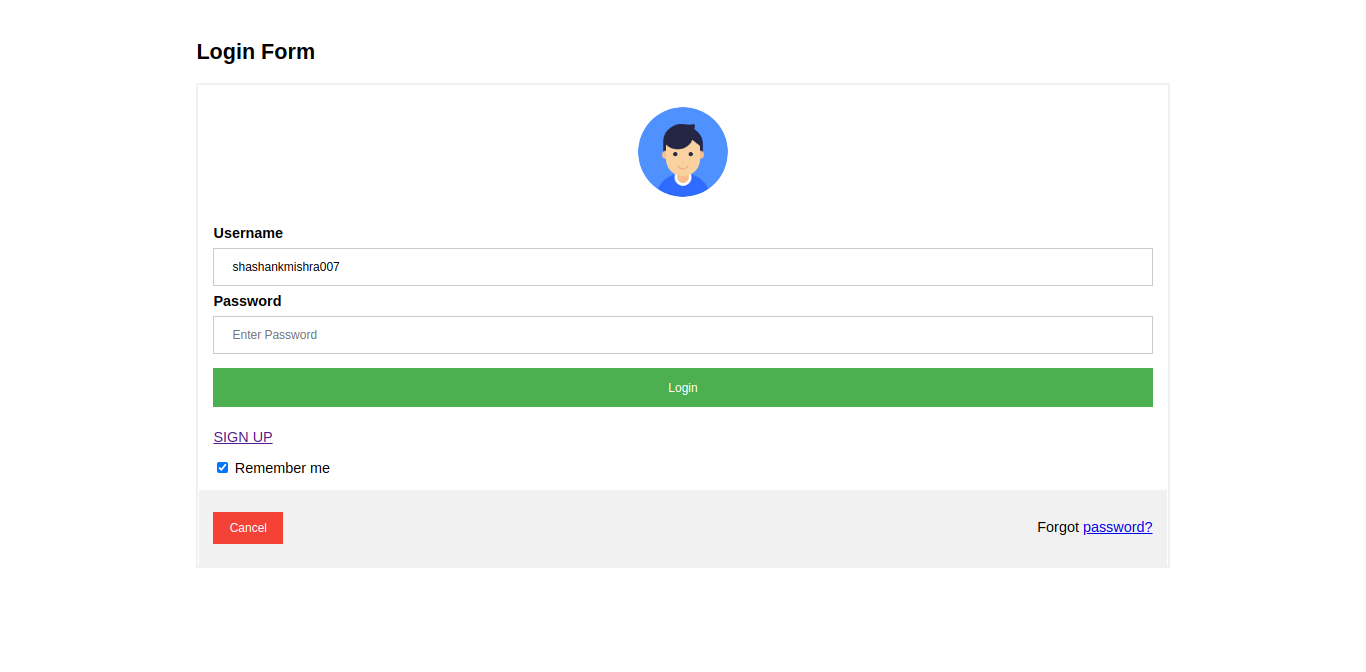 Login Form
Username
shashankmishra007
Password
Enter Password
Login
SIGN UP
Remember me
Cancel
Forgot password?